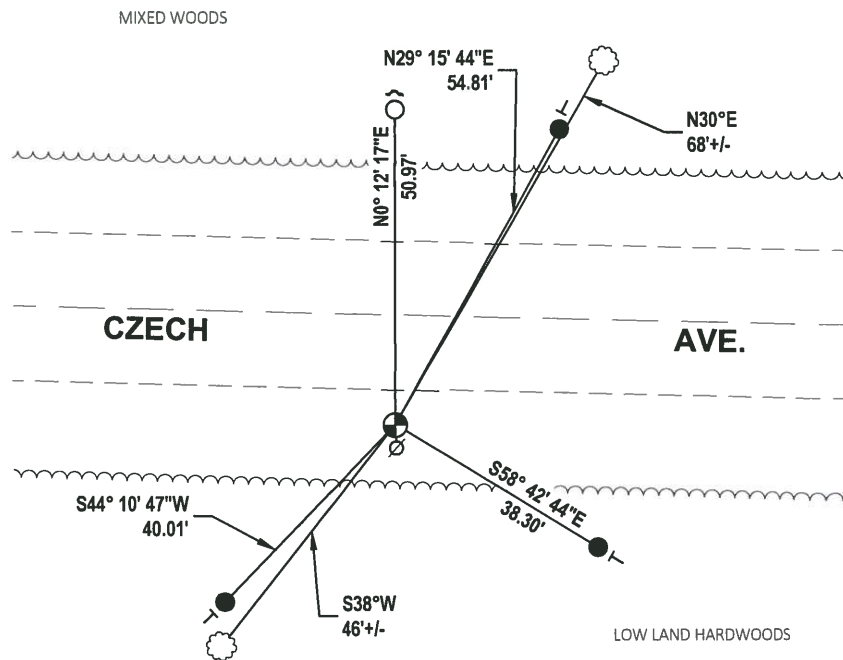 MIXED WOODS
N29° 15' 44"E
54.81'
N30°E
68'+/-
N0° 12' 17"E
50.97'
CZECH
AVE.
S58° 42' 44"E
38.30'
S44° 10' 47"W
40.01'
S38°W
46'+/-
LOW LAND HARDWOODS